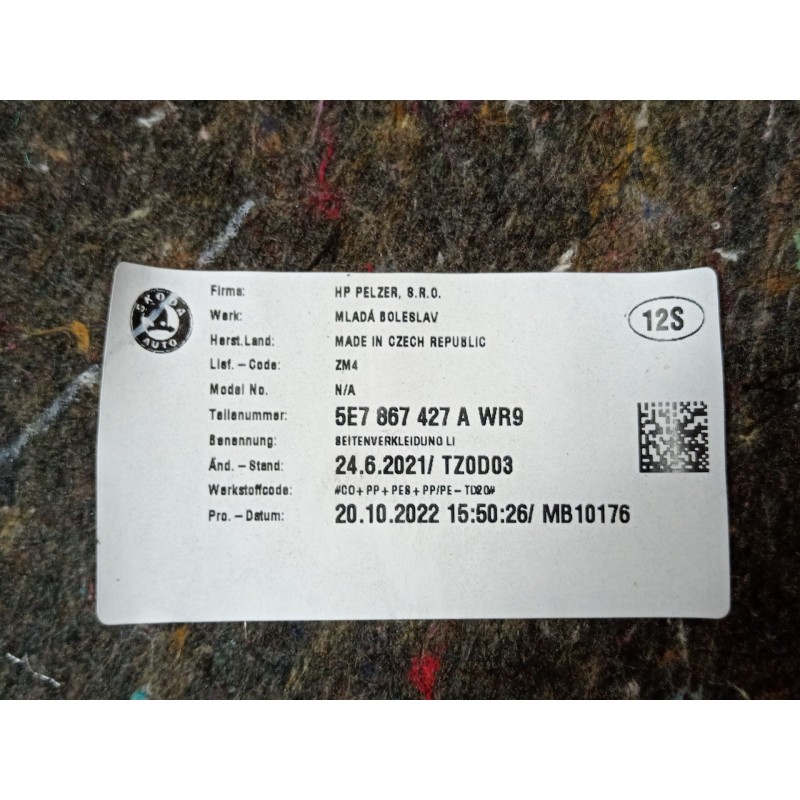 ŠKODA
AUTO
Firma: HP PELZER, S.R.O.
Werk: MLADÁ BOLESLAV
Herst.Land: MADE IN CZECH REPUBLIC
Lief.-Code: ZM4
Model No. N/A
Teilenummer: 5E7 867 427 A WR9
Benennung: SEITENVERKLEIDUNG LI
Änd.-Stand: 24.6.2021/ TZ0D03
Werkstoffcode: #CO+PP+PES+PP/PE-TD20#
Pro.-Datum: 20.10.2022 15:50:26/ MB10176
12S